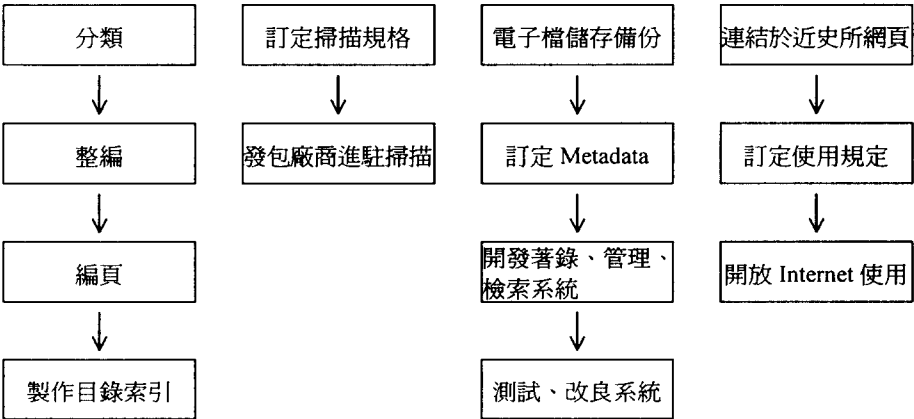 分類
整編
編頁
製作目錄索引
訂定掃描規格
發包廠商進駐掃描
電子檔儲存備份
訂定 Metadata
開發著錄、管理、
檢索系統
測試、改良系統
連結於近史所網頁
訂定使用規定
開放 Internet 使用